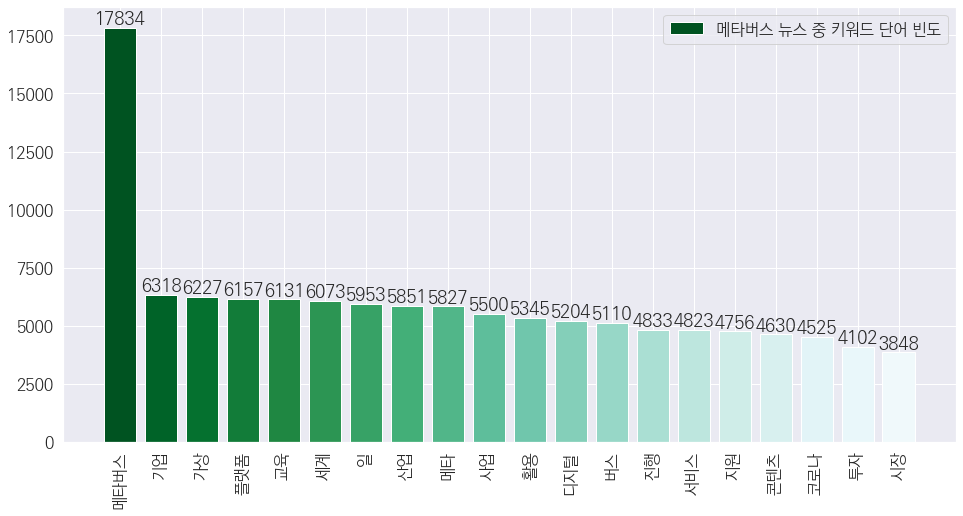 메타버스 뉴스 중 키워드 단어 빈도
17500
15000
12500
10000
7500
5000
2500
0
17834
6318
6227
6157
6131
6073
5953
5851
5827
5500
5345
5204
5110
4833
4823
4756
4630
4525
4102
3848
메타버스
기업
가상
플랫폼
교육
세계
일
산업
메타
사업
활용
디지털
버스
진행
서비스
지원
콘텐츠
코로나
투자
시장